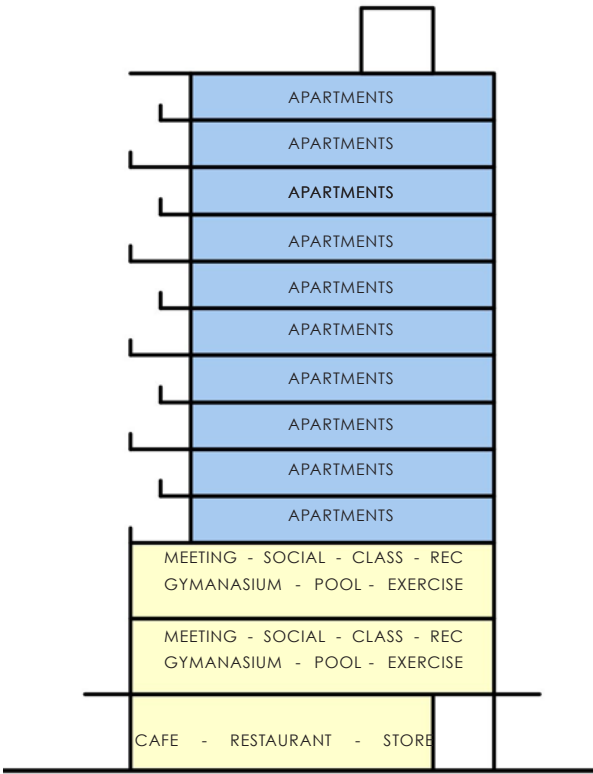 APARTMENTS
APARTMENTS
APARTMENTS
APARTMENTS
APARTMENTS
APARTMENTS
APARTMENTS
APARTMENTS
APARTMENTS
APARTMENTS
MEETING - SOCIAL - CLASS - REC
GYMANASIUM - POOL - EXERCISE
MEETING - SOCIAL - CLASS - REC
GYMANASIUM - POOL - EXERCISE
CAFE - RESTAURANT - STORE